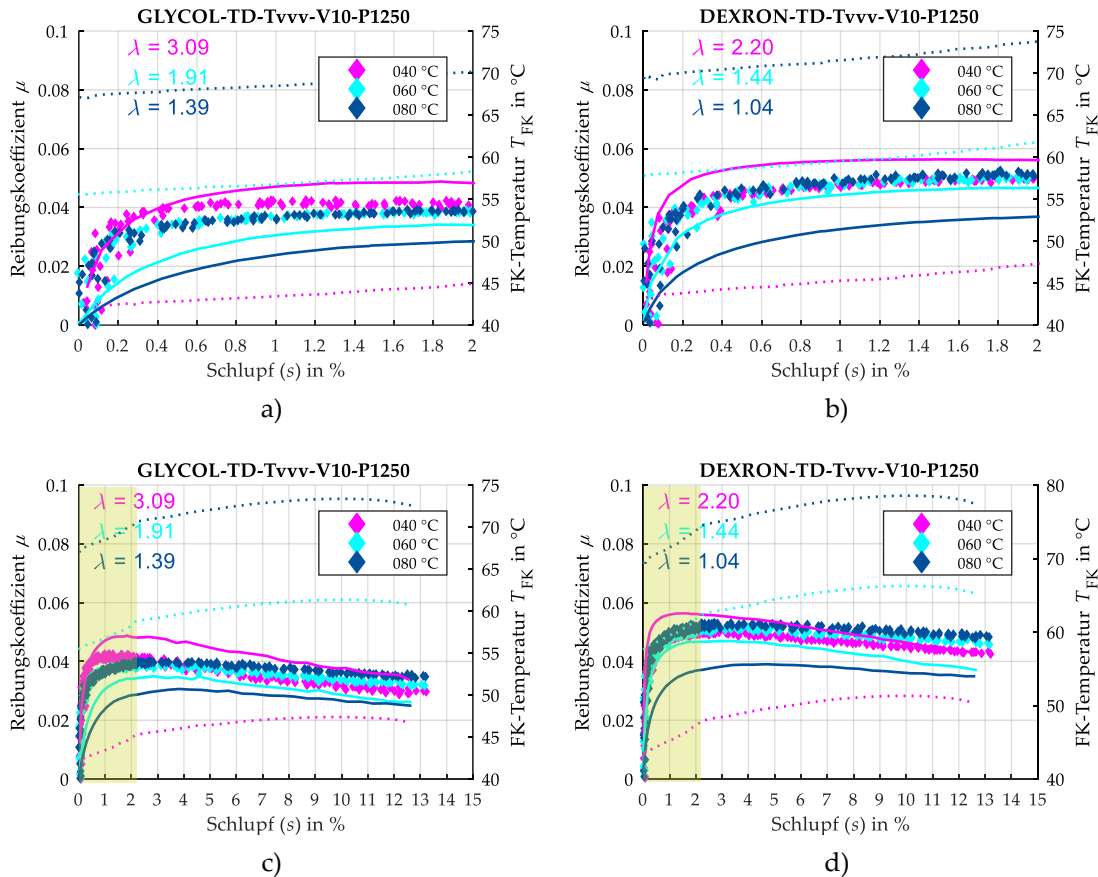 GLYCOL-TD-Tvvv-V10-P1250
λ = 3.09
λ = 1.91
λ = 1.39
040 °C
060 °C
080 °C
Reibungskoeffizient μ
0.1
0.08
0.06
0.04
0.02
0
FK-Temperatur T_FK in °C
75
70
65
60
55
50
45
40
0 0.2 0.4 0.6 0.8 1 1.2 1.4 1.6 1.8 2
Schlupf (s) in %
a)
DEXRON-TD-Tvvv-V10-P1250
λ = 2.20
λ = 1.44
λ = 1.04
040 °C
060 °C
080 °C
Reibungskoeffizient μ
0.1
0.08
0.06
0.04
0.02
0
FK-Temperatur T_FK in °C
75
70
65
60
55
50
45
40
0 0.2 0.4 0.6 0.8 1 1.2 1.4 1.6 1.8 2
Schlupf (s) in %
b)
GLYCOL-TD-Tvvv-V10-P1250
λ = 3.09
λ = 1.91
λ = 1.39
040 °C
060 °C
080 °C
Reibungskoeffizient μ
0.1
0.08
0.06
0.04
0.02
0
FK-Temperatur T_FK in °C
75
70
65
60
55
50
45
40
0 1 2 3 4 5 6 7 8 9 10 11 12 13 15
Schlupf (s) in %
c)
DEXRON-TD-Tvvv-V10-P1250
λ = 2.20
λ = 1.44
λ = 1.04
040 °C
060 °C
080 °C
Reibungskoeffizient μ
0.1
0.08
0.06
0.04
0.02
0
FK-Temperatur T_FK in °C
80
70
60
50
40
0 1 2 3 4 5 6 7 8 9 10 11 12 13 15
Schlupf (s) in %
d)